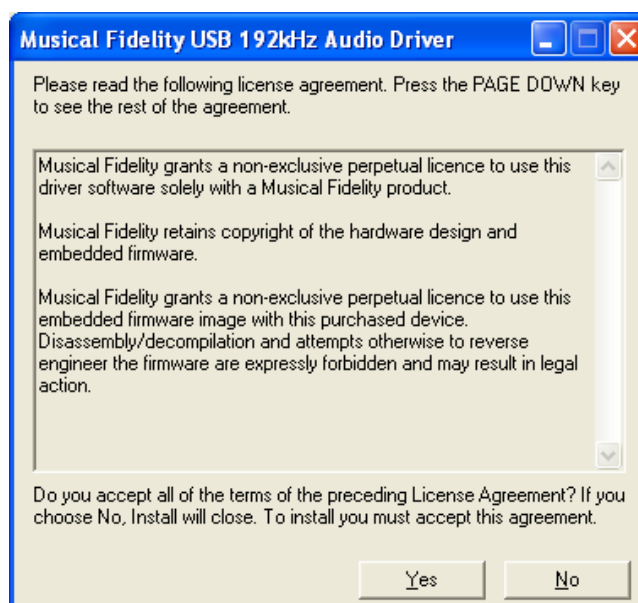 Musical Fidelity USB 192kHz Audio Driver
Please read the following license agreement. Press the PAGE DOWN key
to see the rest of the agreement.
Musical Fidelity grants a non-exclusive perpetual licence to use this
driver software solely with a Musical Fidelity product.
Musical Fidelity retains copyright of the hardware design and
embedded firmware.
Musical Fidelity grants a non-exclusive perpetual licence to use this
embedded firmware image with this purchased device.
Disassembly/decompilation and attempts otherwise to reverse
engineer the firmware are expressly forbidden and may result in legal
action.
Do you accept all of the terms of the preceding License Agreement? If you
choose No, Install will close. To install you must accept this agreement.
Yes
No